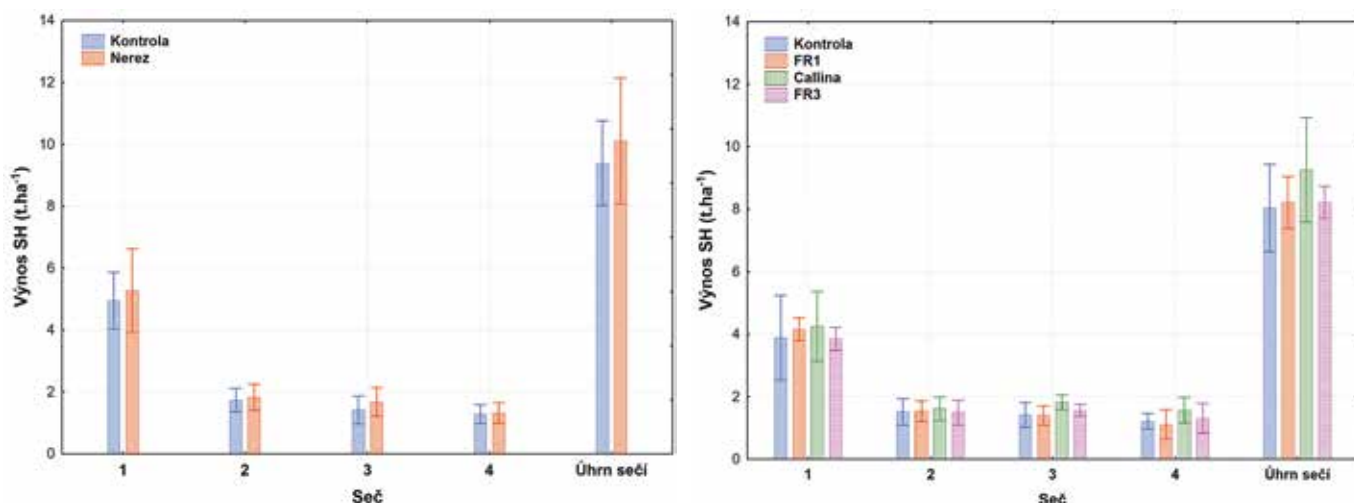 14
12
10
8
6
4
2
0
Výnos SH (t.ha⁻¹)
Kontrola
Nerez
1 2 3 4 Úhrn sečí
Seč
14
12
10
8
6
4
2
0
Výnos SH (t.ha⁻¹)
Kontrola
FR1
Callina
FR3
1 2 3 4 Úhrn sečí
Seč